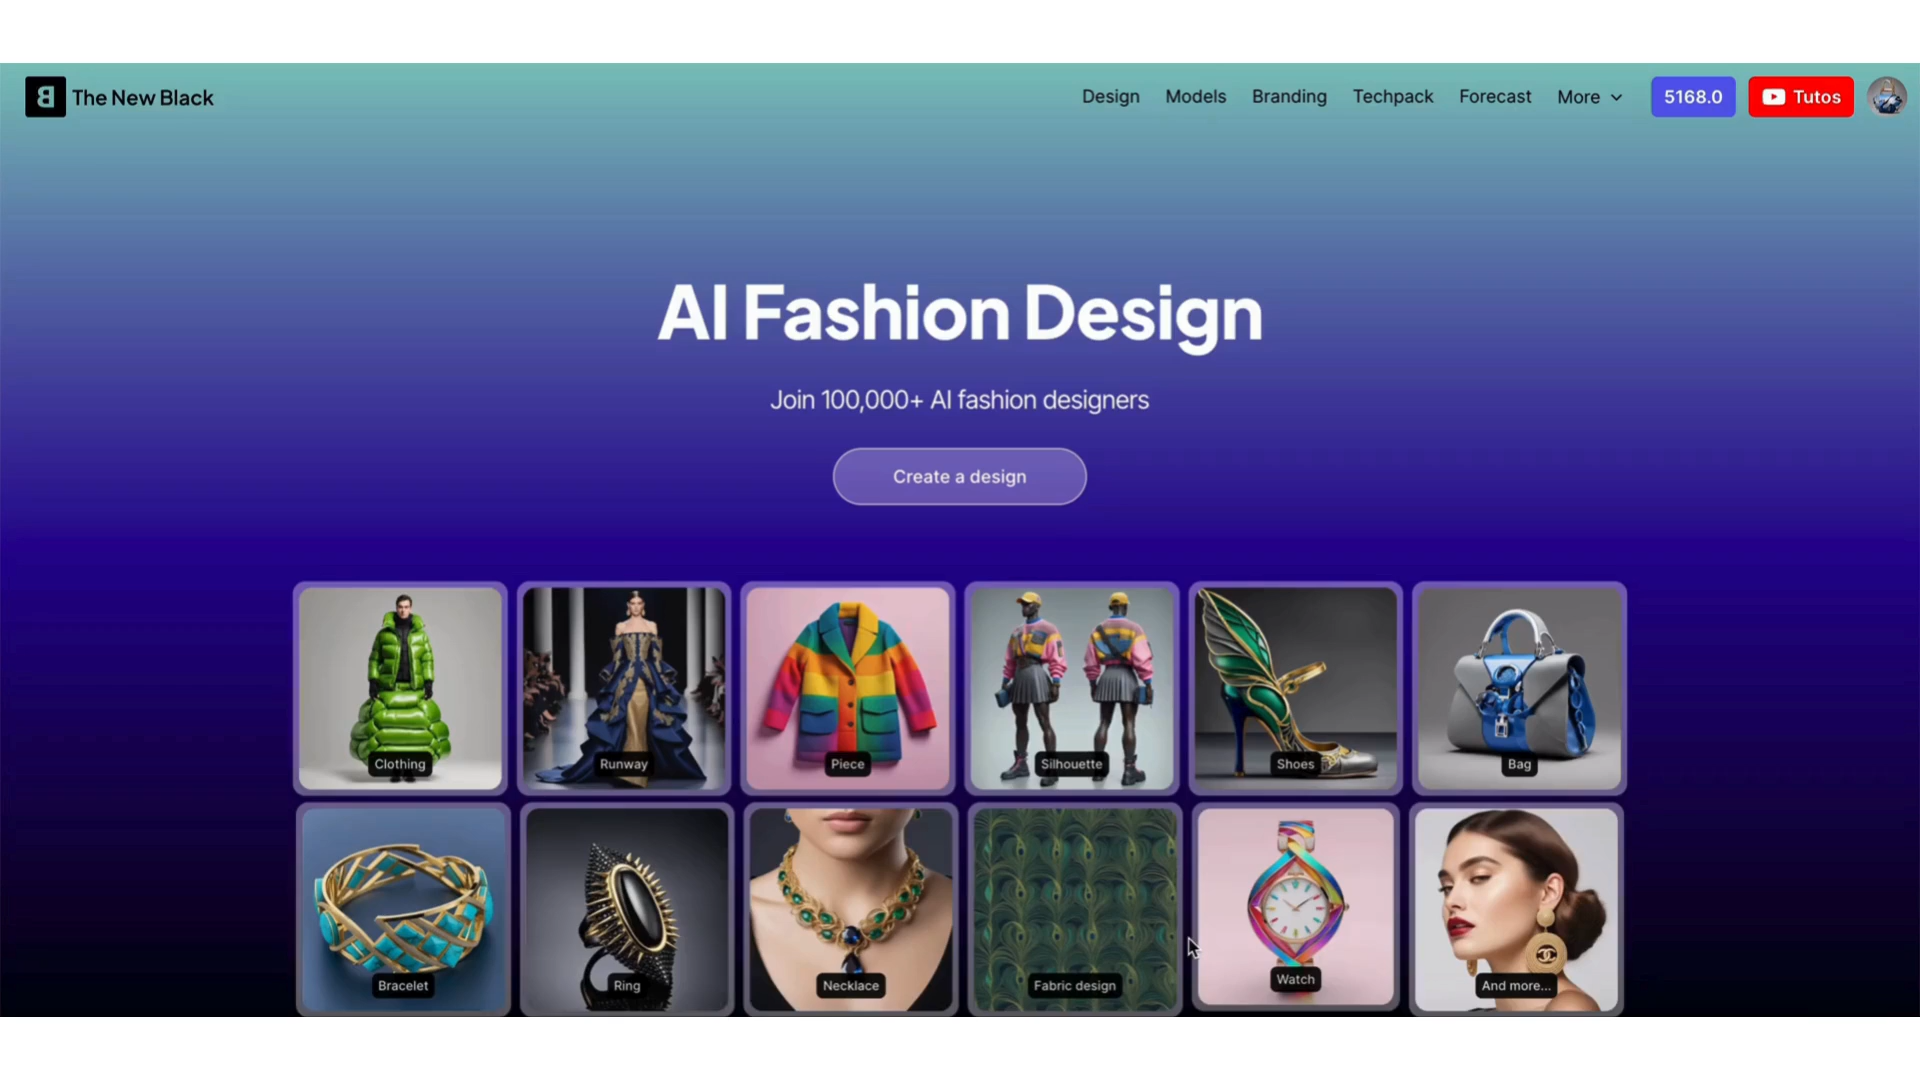 B The New Black
Design Models Branding Techpack Forecast More 5168.0 Tutos
AI Fashion Design
Join 100,000+ AI fashion designers
Create a design
Clothing Runway Piece Silhouette Shoes Bag
Bracelet Ring Necklace Fabric design Watch And more...